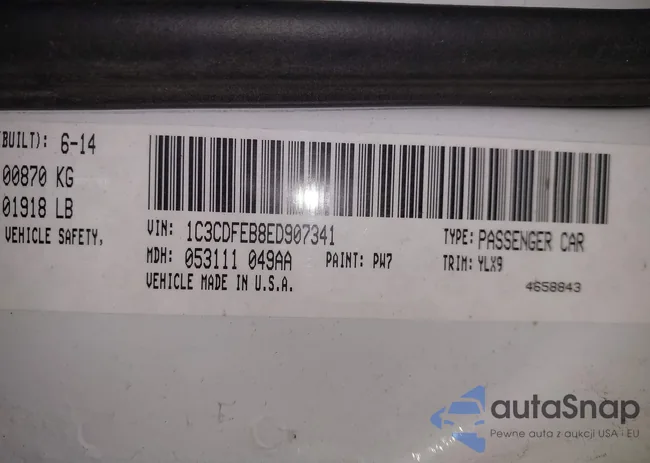 (BUILT): 6-14
00870 KG
01918 LB
VEHICLE SAFETY,
VIN: 1C3CDFEB8ED907341
TYPE: PASSENGER CAR
MDH: 053111 049AA
PAINT: PW7
TRIM: YLX9
VEHICLE MADE IN U.S.A.
4658843
autoSnap
Pewne auta z aukcji USA i EU